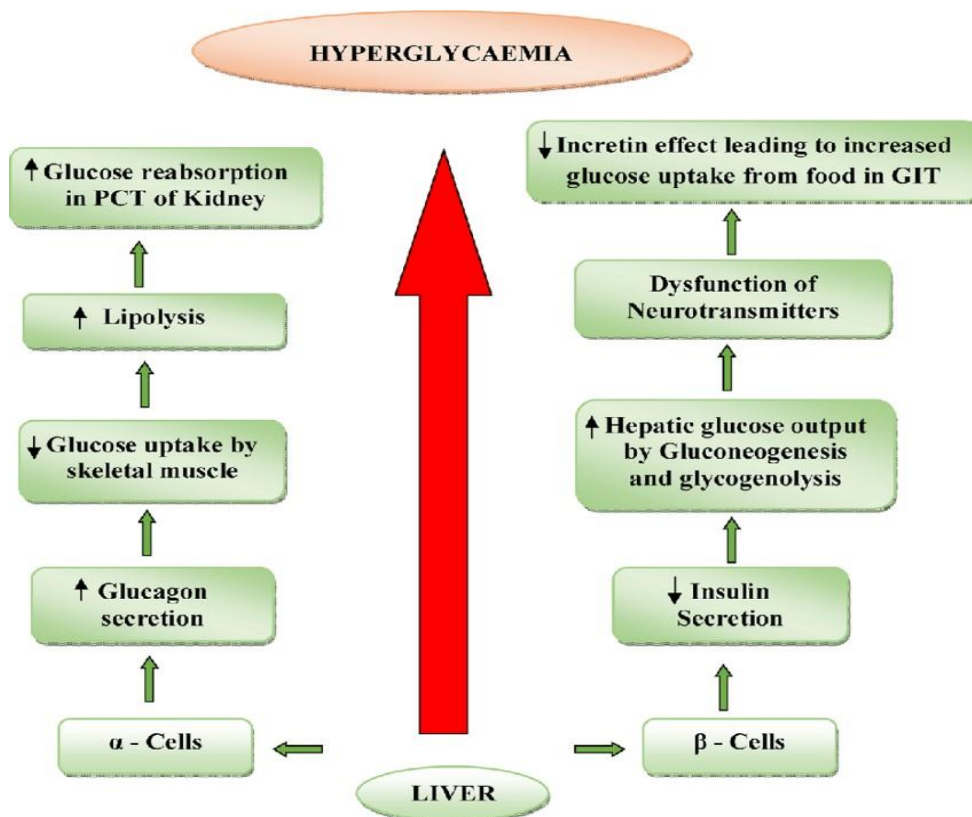 HYPERGLYCAEMIA
↑ Glucose reabsorption
in PCT of Kidney
↑ Lipolysis
↓ Glucose uptake by
skeletal muscle
↑ Glucagon
secretion
α - Cells
↓ Incretin effect leading to increased
glucose uptake from food in GIT
Dysfunction of
Neurotransmitters
↑ Hepatic glucose output
by Gluconeogenesis
and glycogenolysis
↓ Insulin
Secretion
β - Cells
LIVER